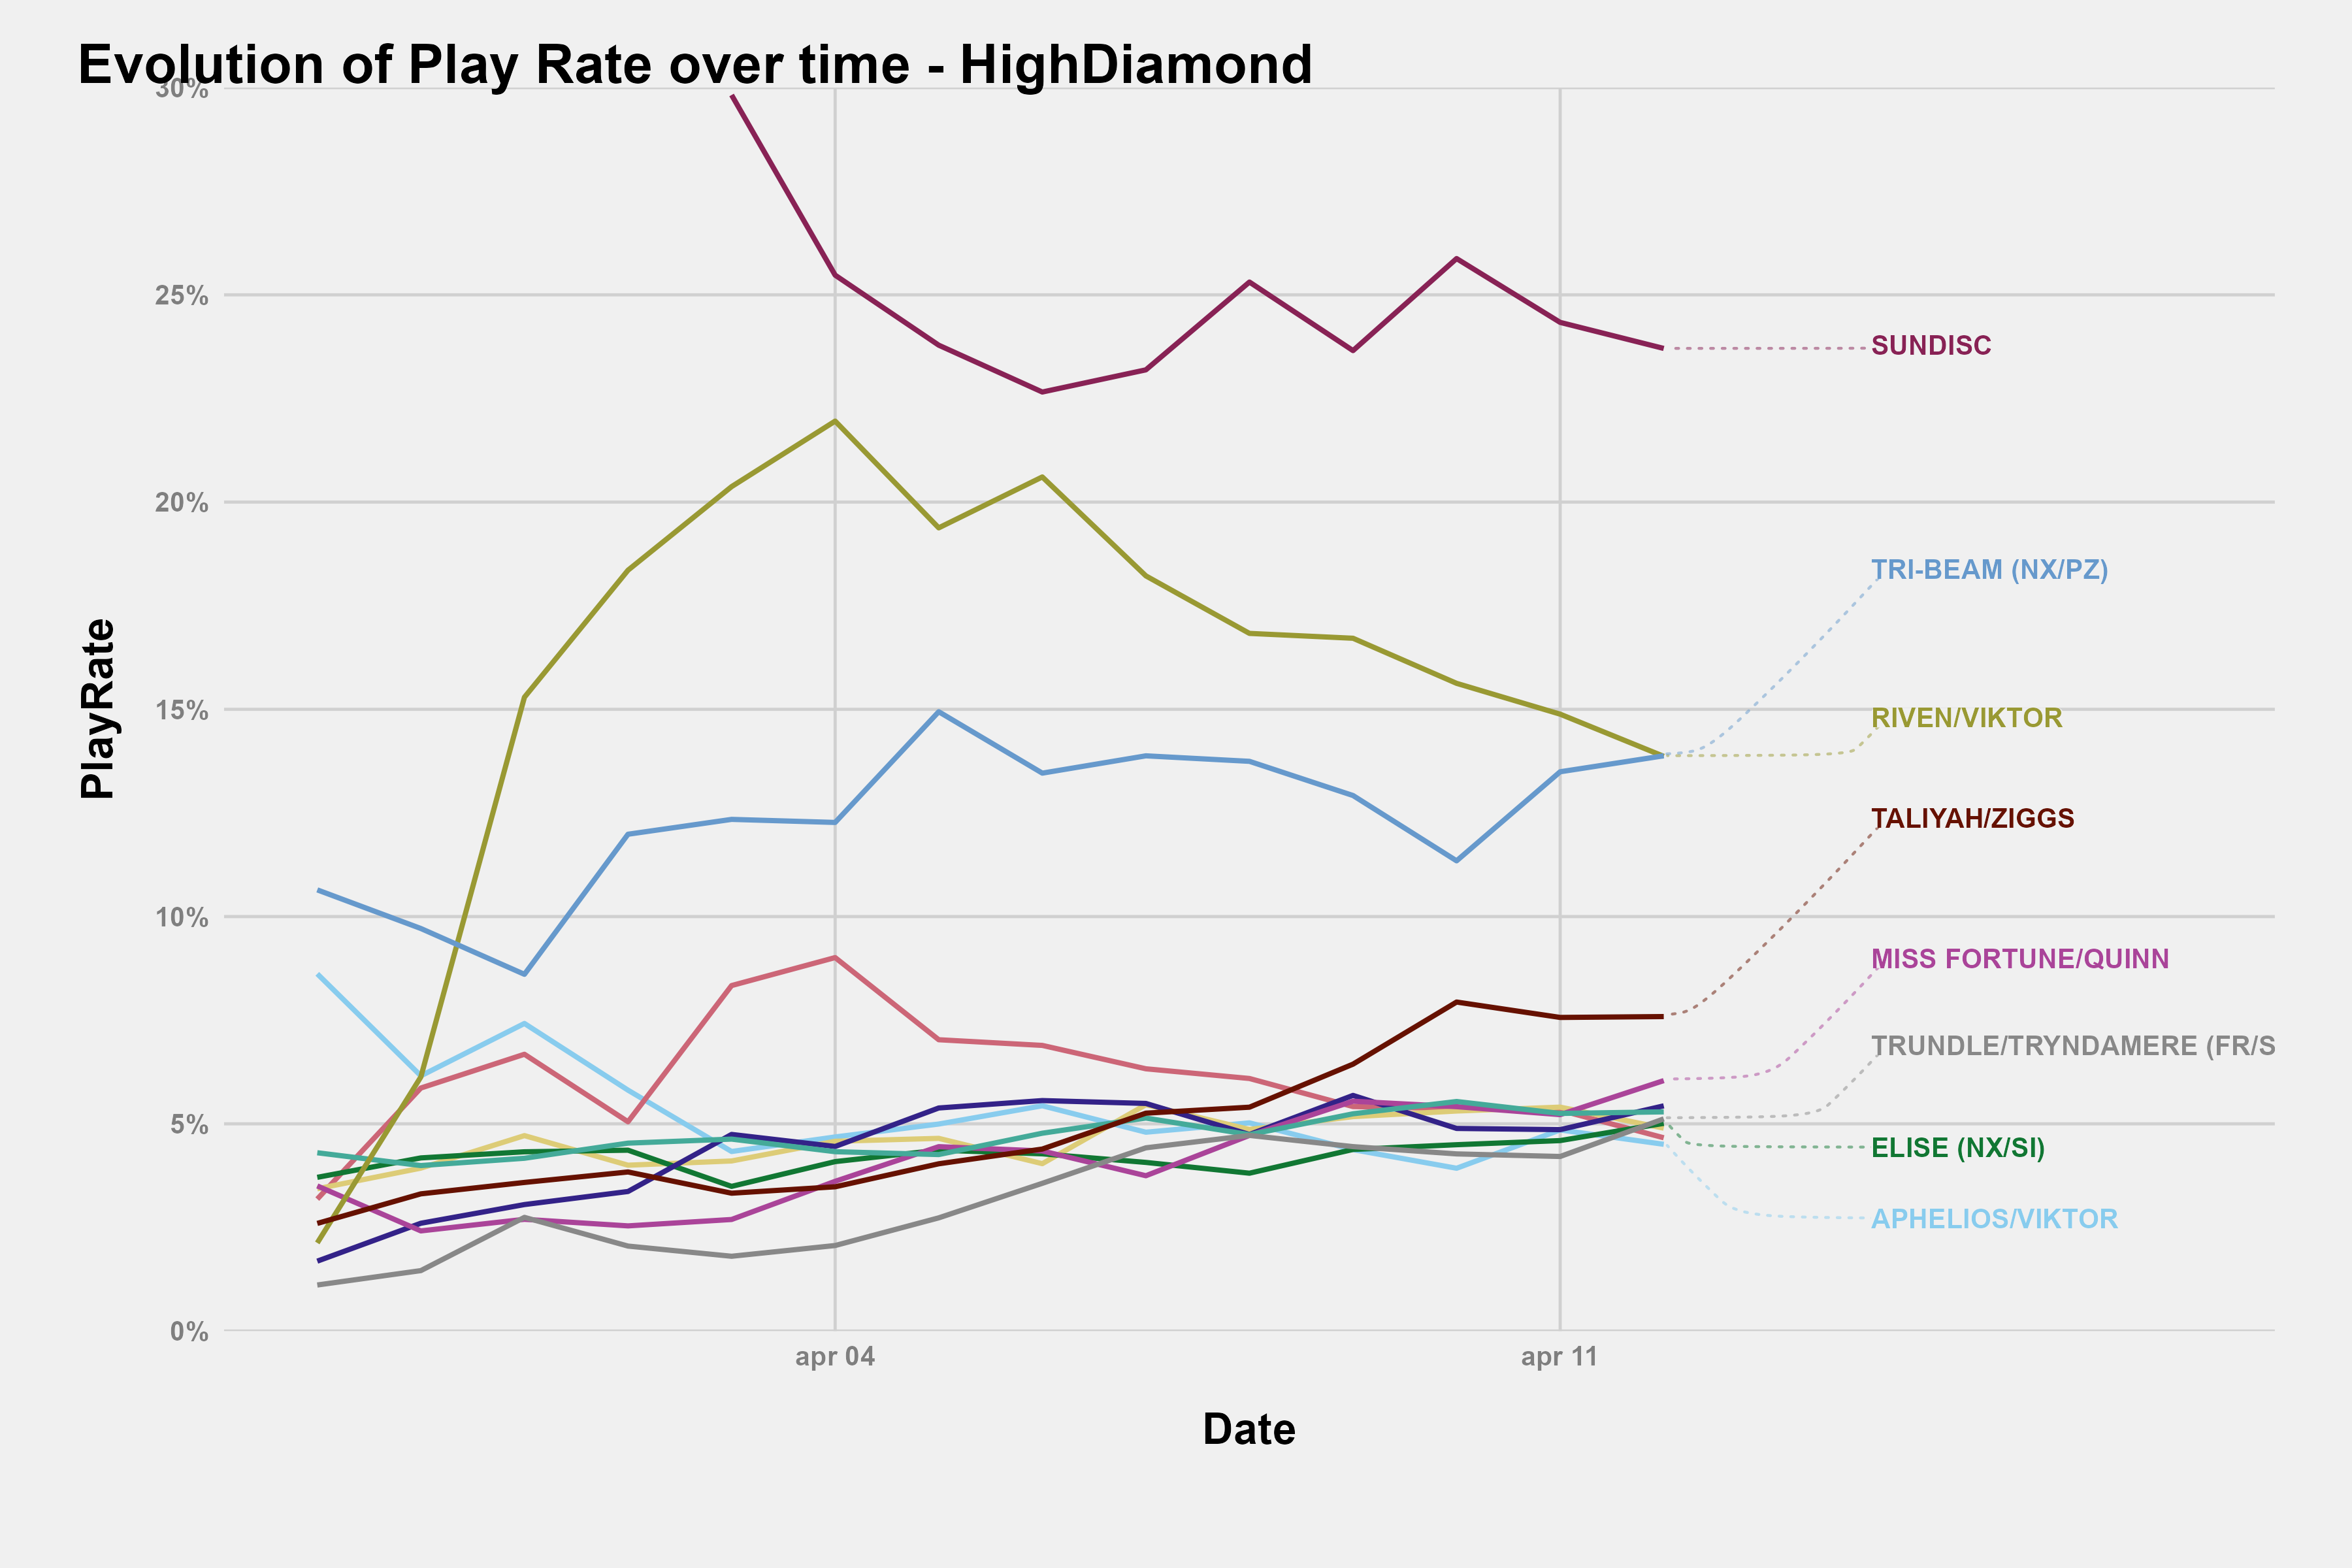 Evolution of Play Rate over time - HighDiamond
30%
25%
20%
15%
10%
5%
0%
PlayRate
apr 04
apr 11
Date
SUNDISC
TRI-BEAM (NX/PZ)
RIVEN/VIKTOR
TALIYAH/ZIGGS
MISS FORTUNE/QUINN
TRUNDLE/TRYNDAMERE (FR/S
ELISE (NX/SI)
APHELIOS/VIKTOR